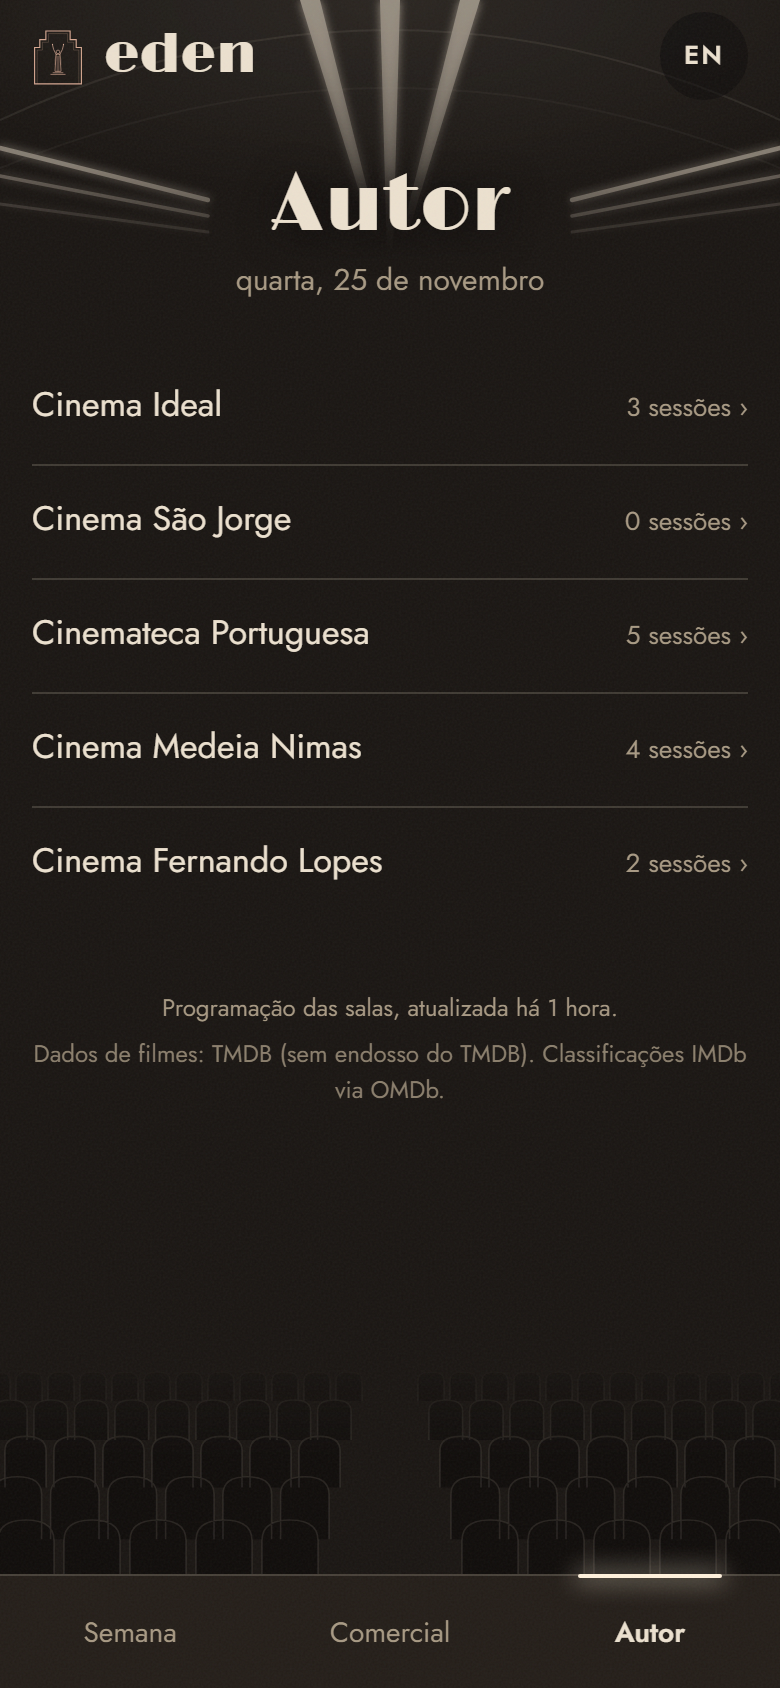 eden
EN
Autor
quarta, 25 de novembro
Cinema Ideal
3 sessões ›
Cinema São Jorge
0 sessões ›
Cinemateca Portuguesa
5 sessões ›
Cinema Medeia Nimas
4 sessões ›
Cinema Fernando Lopes
2 sessões ›
Programação das salas, atualizada há 1 hora.
Dados de filmes: TMDB (sem endosso do TMDB). Classificações IMDb
via OMDb.
Semana
Comercial
Autor